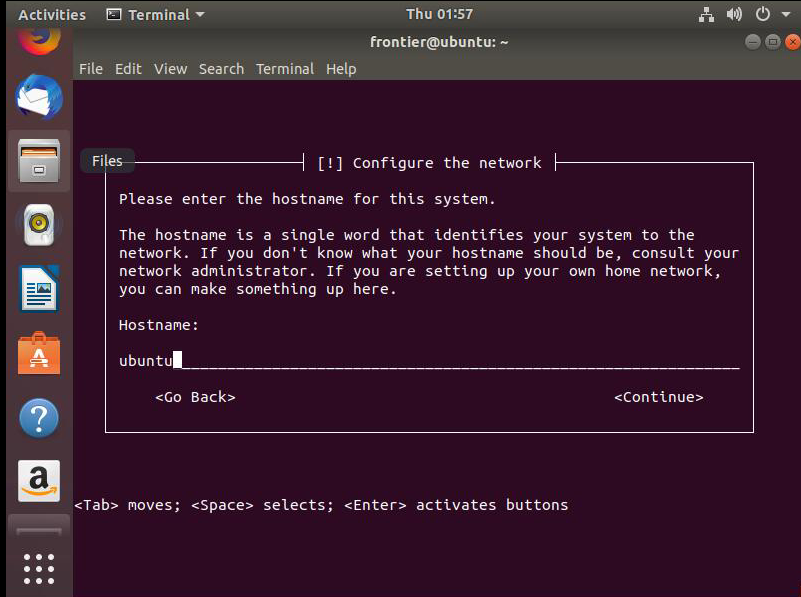 Activities Terminal Thu 01:57
frontier@ubuntu: ~
File Edit View Search Terminal Help
Files
[!] Configure the network
Please enter the hostname for this system.
The hostname is a single word that identifies your system to the
network. If you don't know what your hostname should be, consult your
network administrator. If you are setting up your own home network,
you can make something up here.
Hostname:
ubuntu
<Go Back> <Continue>
<Tab> moves; <Space> selects; <Enter> activates buttons